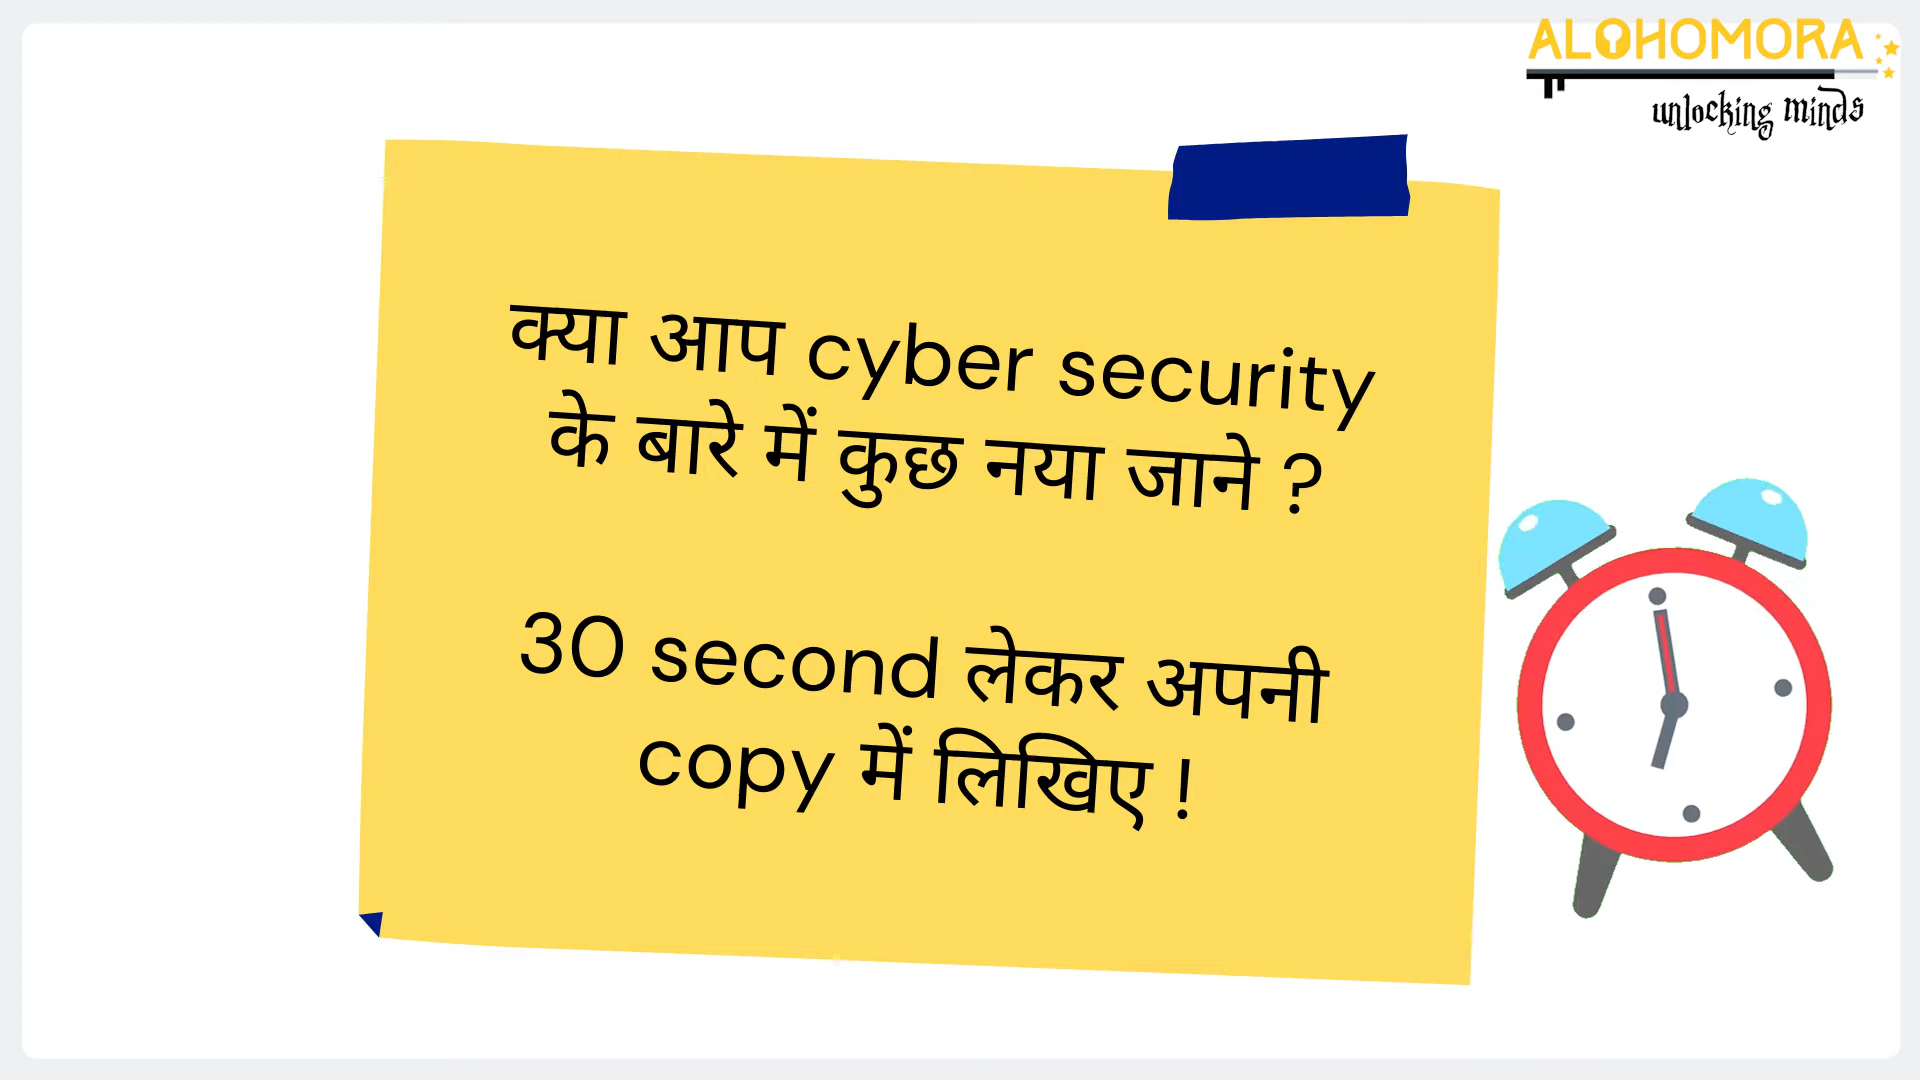 ALOHOMORA
unlocking minds
क्या आप cyber security
के बारे में कुछ नया जाने ?
30 second लेकर अपनी
copy में लिखिए !